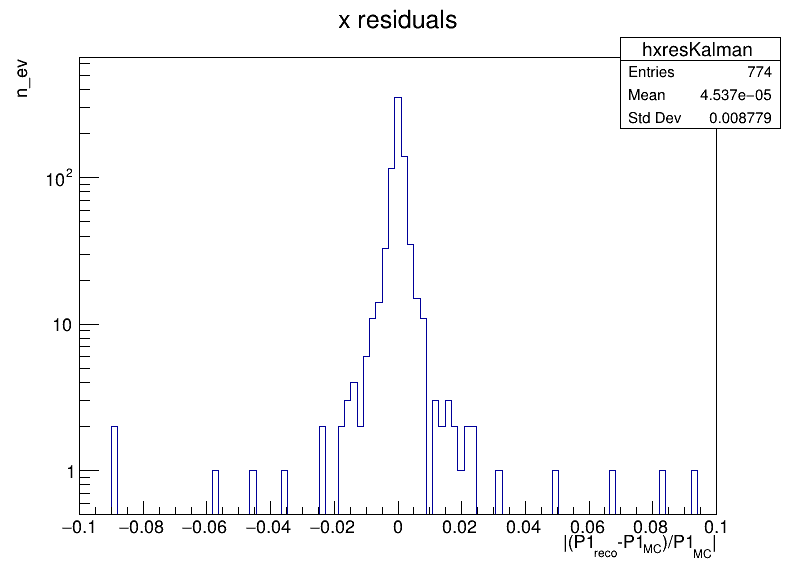 x residuals
hxresKalman
Entries 774
Mean 4.537e−05
Std Dev 0.008779
n_ev
10²
10
1
−0.1 −0.08 −0.06 −0.04 −0.02 0 0.02 0.04 0.06 0.08 0.1
|(P1reco-P1MC)/P1MC|